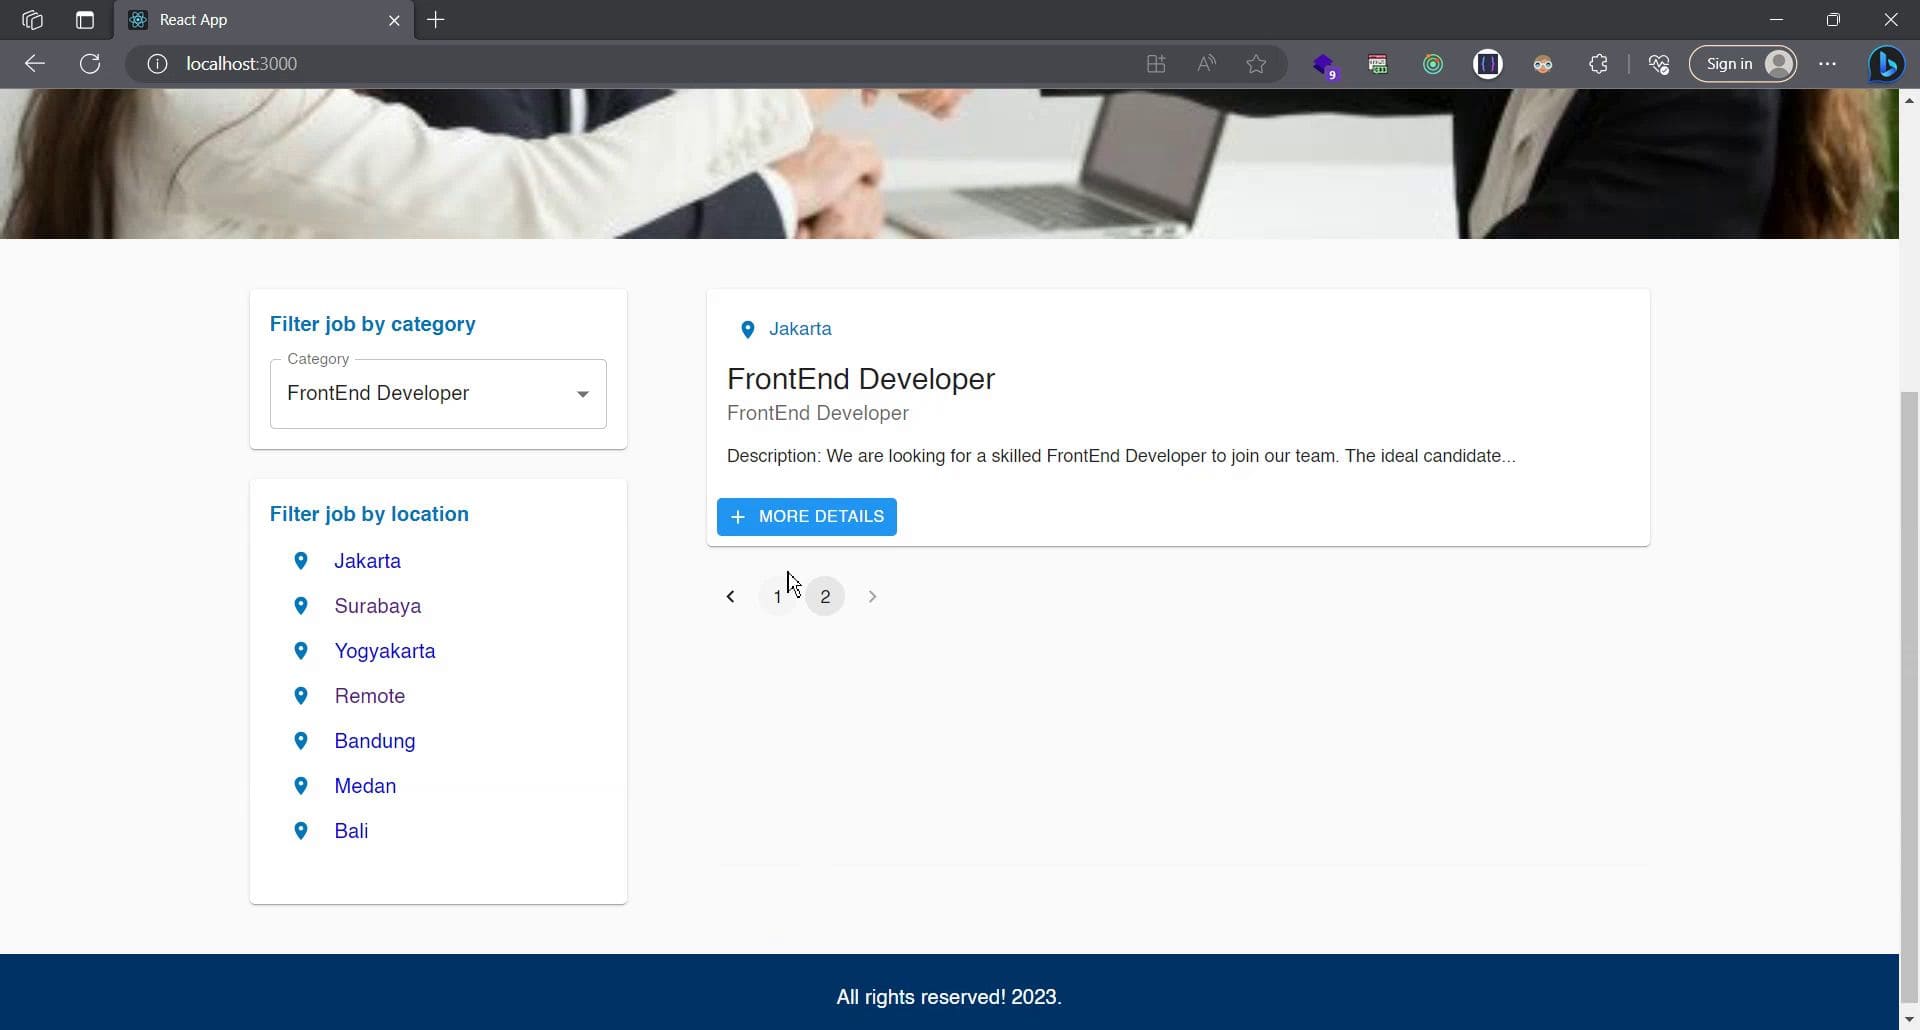 React App
localhost:3000
9
Sign in
Filter job by category
Category
FrontEnd Developer
Filter job by location
Jakarta
Surabaya
Yogyakarta
Remote
Bandung
Medan
Bali
Jakarta
FrontEnd Developer
FrontEnd Developer
Description: We are looking for a skilled FrontEnd Developer to join our team. The ideal candidate...
+ MORE DETAILS
< 1 2 >
All rights reserved! 2023.